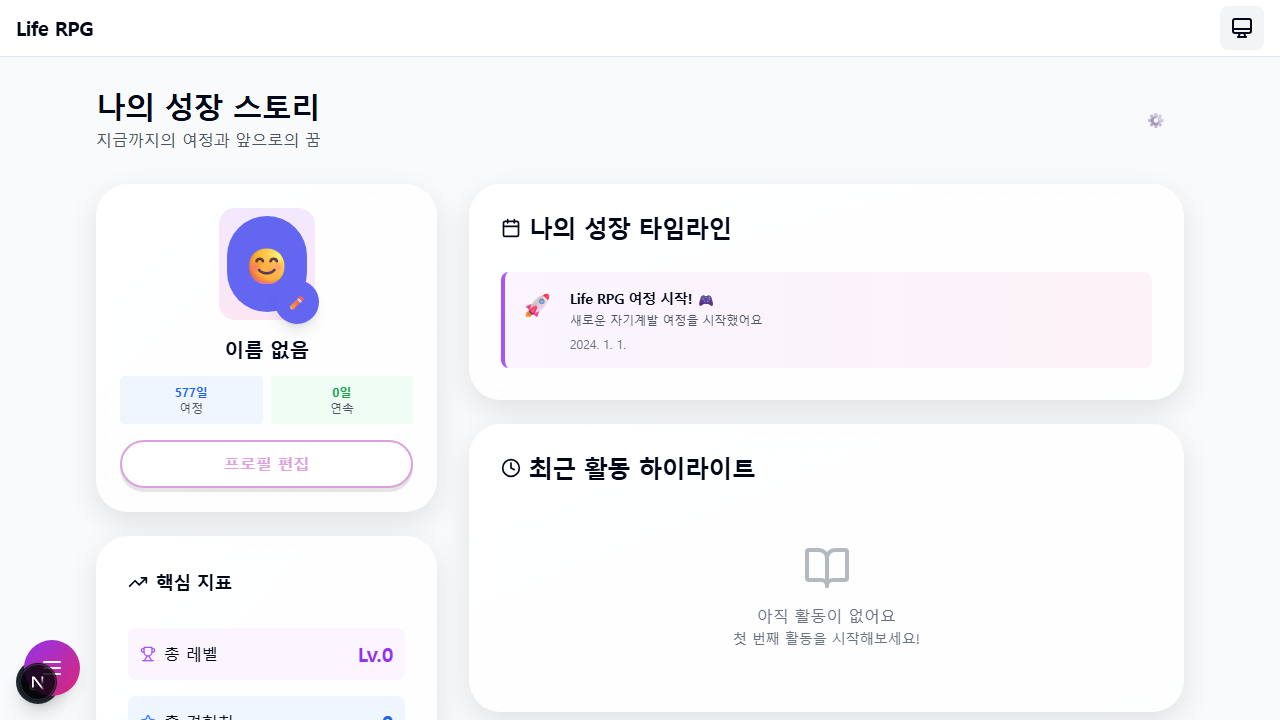 Life RPG
나의 성장 스토리
지금까지의 여정과 앞으로의 꿈
이름 없음
577일
여정
0일
연속
프로필 편집
핵심 지표
총 레벨
Lv.0
나의 성장 타임라인
Life RPG 여정 시작! 🎮
새로운 자기계발 여정을 시작했어요
2024. 1. 1.
최근 활동 하이라이트
아직 활동이 없어요
첫 번째 활동을 시작해보세요!
N